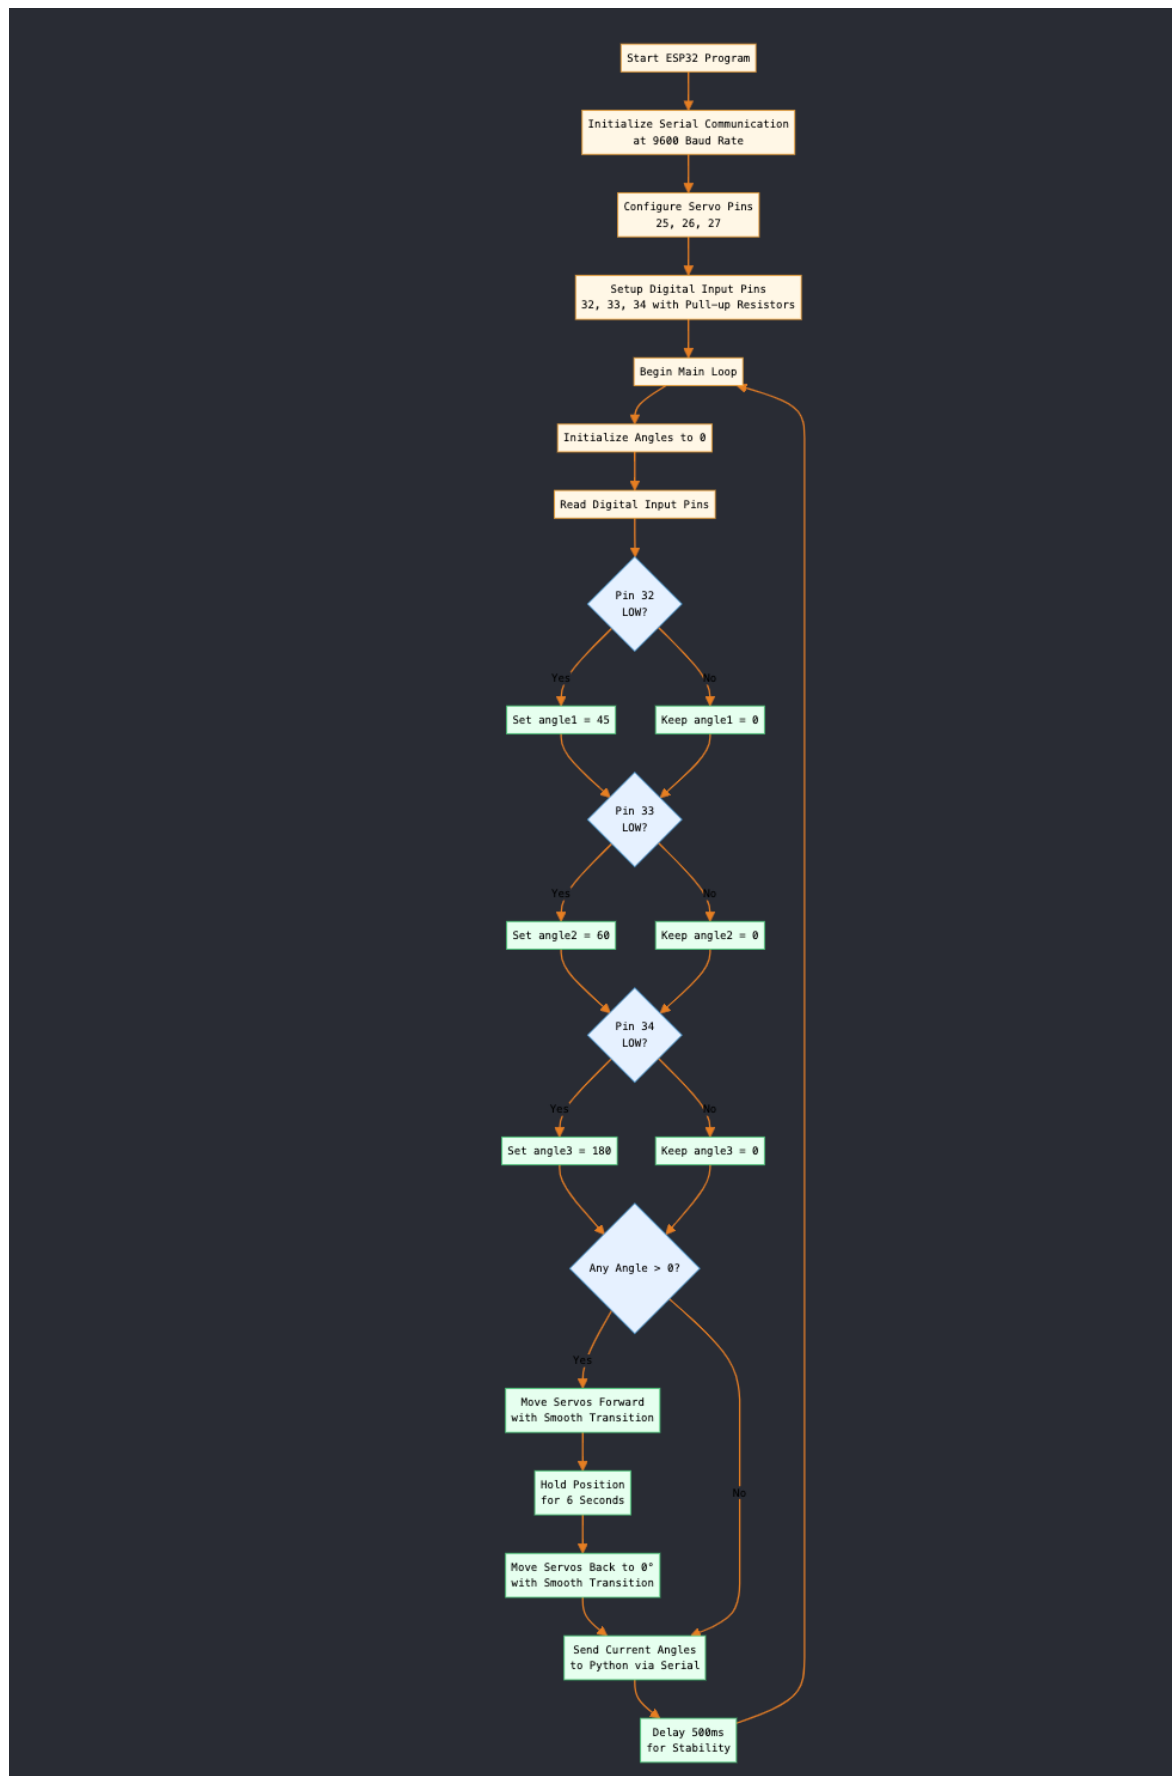 Start ESP32 Program
Initialize Serial Communication
at 9600 Baud Rate
Configure Servo Pins
25, 26, 27
Setup Digital Input Pins
32, 33, 34 with Pull-up Resistors
Begin Main Loop
Initialize Angles to 0
Read Digital Input Pins
Pin 32
LOW?
Yes
No
Set angle1 = 45
Keep angle1 = 0
Pin 33
LOW?
Yes
No
Set angle2 = 60
Keep angle2 = 0
Pin 34
LOW?
Yes
No
Set angle3 = 180
Keep angle3 = 0
Any Angle > 0?
Yes
Move Servos Forward
with Smooth Transition
Hold Position
for 6 Seconds
No
Move Servos Back to 0°
with Smooth Transition
Send Current Angles
to Python via Serial
Delay 500ms
for Stability